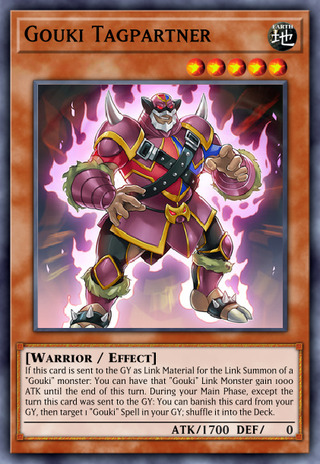 Gouki Tagpartner
EARTH
地
[Warrior / Effect]
If this card is sent to the GY as Link Material for the Link Summon of a
"Gouki" monster: You can have that "Gouki" Link Monster gain 1000
ATK until the end of this turn. During your Main Phase, except the
turn this card was sent to the GY: You can banish this card from your
GY, then target 1 "Gouki" Spell in your GY; shuffle it into the Deck.
ATK/1700 DEF/ 0